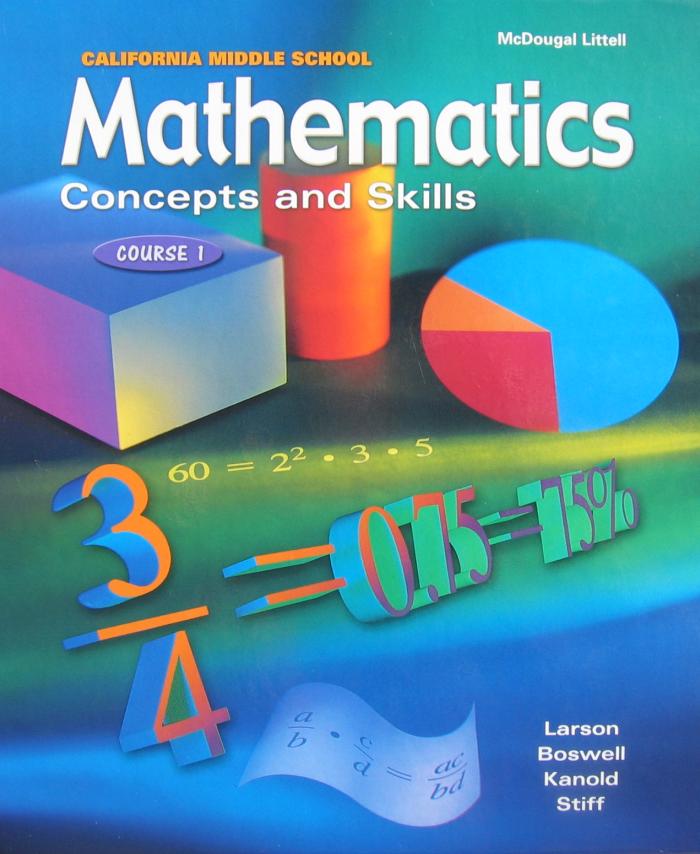 McDougal Littell
CALIFORNIA MIDDLE SCHOOL
Mathematics
Concepts and Skills
COURSE 1
60 = 2² • 3 • 5
3/4 = 0.75 = 75%
a/b • c/d = ac/bd
Larson
Boswell
Kanold
Stiff